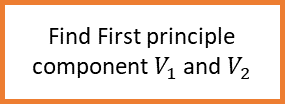 Find First principle
component V₁ and V₂